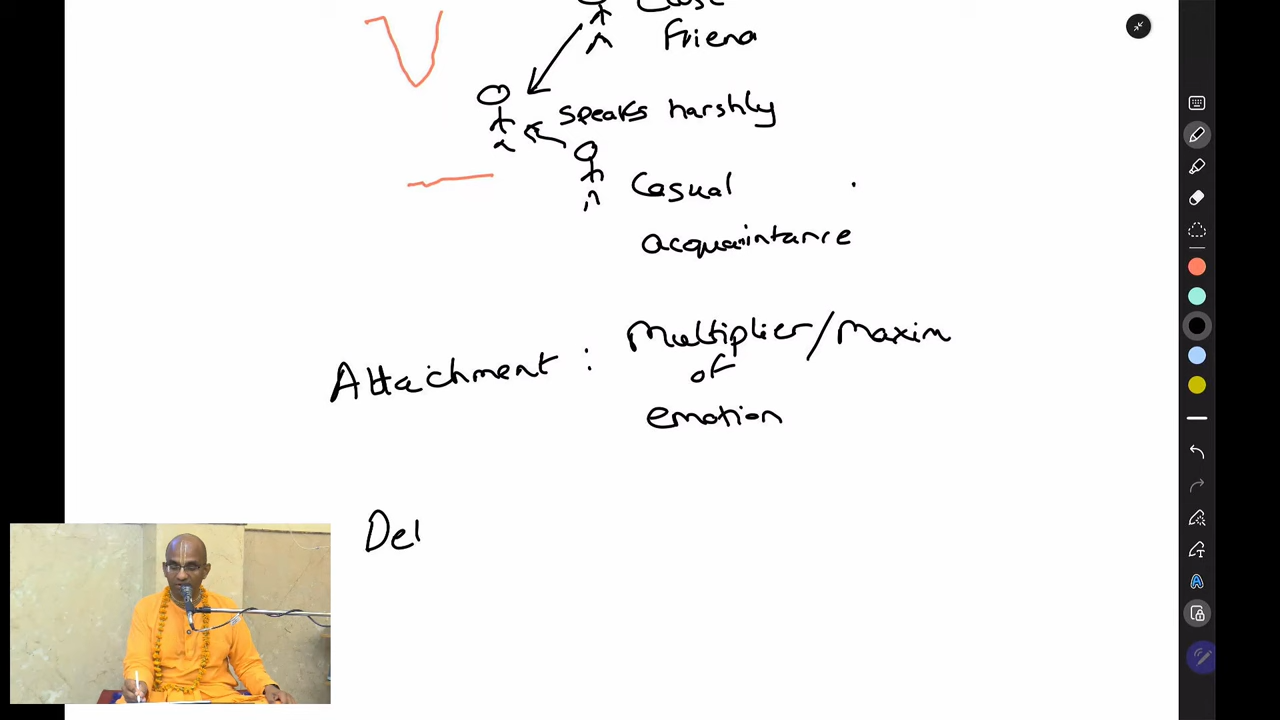 Friend
speaks harshly
Casual
acquaintance
Attachment : Multiplier/Maxim
of
emotion
Del